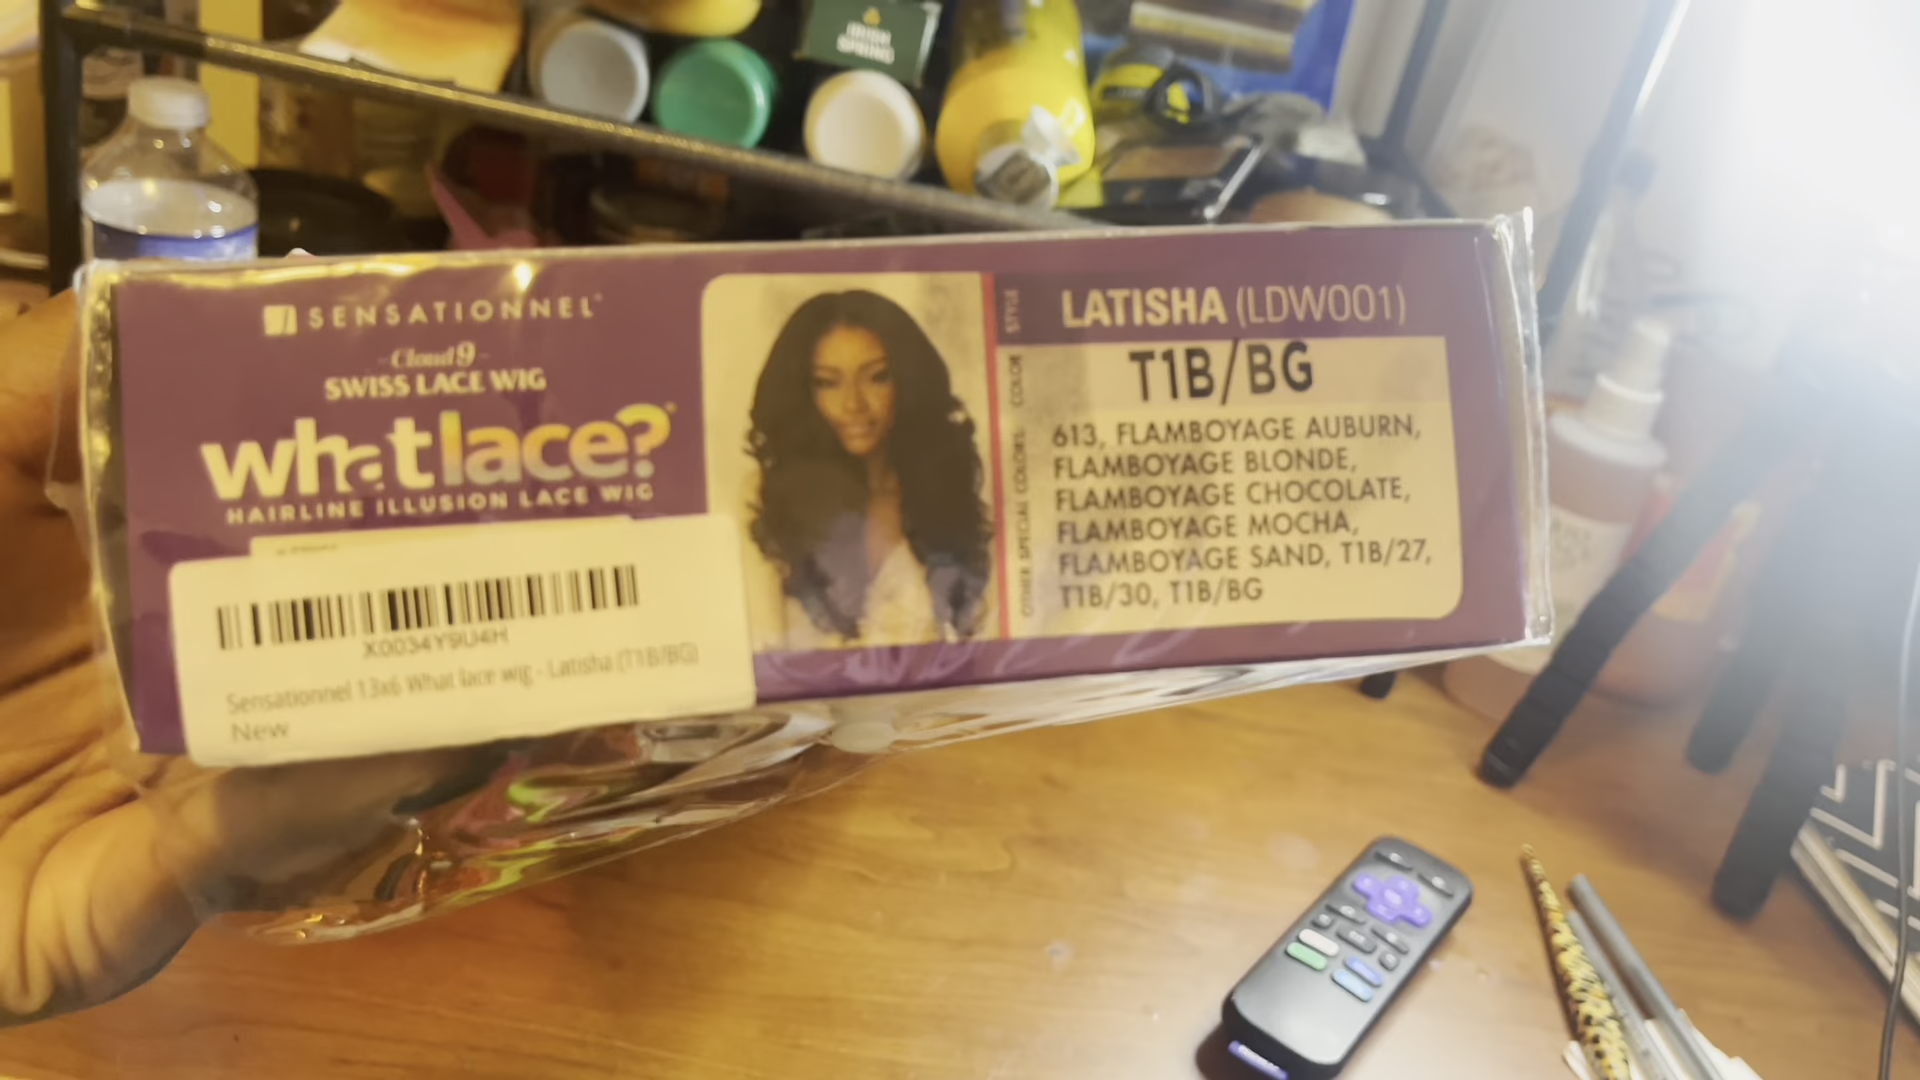 IRISH
SPRING
SENSATIONNEL®
Cloud9
SWISS LACE WIG
whatlace?
HAIRLINE ILLUSION LACE WIG
X0034Y9U4H
Sensationnel 13x6 What lace wig - Latisha (T1B/BG)
New
STYLE
LATISHA (LDW001)
COLOR
T1B/BG
OTHER SPECIAL COLORS:
613, FLAMBOYAGE AUBURN,
FLAMBOYAGE BLONDE,
FLAMBOYAGE CHOCOLATE,
FLAMBOYAGE MOCHA,
FLAMBOYAGE SAND, T1B/27,
T1B/30, T1B/BG